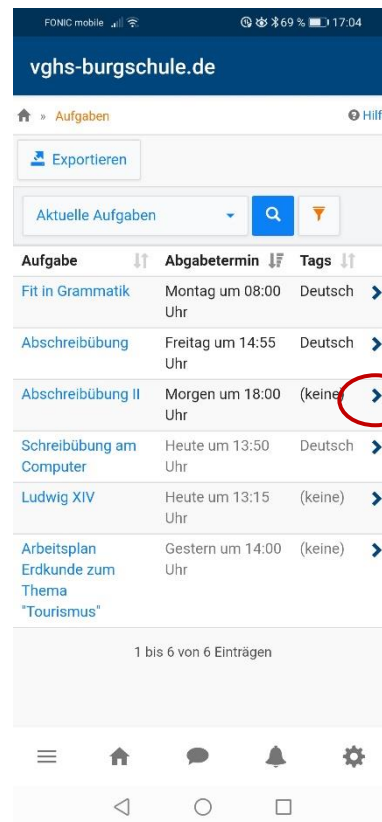 FONIC mobile 69 % 17:04
vghs-burgschule.de
» Aufgaben Hilf
Exportieren
Aktuelle Aufgaben
Aufgabe Abgabetermin Tags
Fit in Grammatik Montag um 08:00 Deutsch
Uhr
Abschreibübung Freitag um 14:55 Deutsch
Uhr
Abschreibübung II Morgen um 18:00 (keine)
Uhr
Schreibübung am Heute um 13:50 Deutsch
Computer Uhr
Ludwig XIV Heute um 13:15 (keine)
Uhr
Arbeitsplan Gestern um 14:00 (keine)
Erdkunde zum Uhr
Thema
"Tourismus"
1 bis 6 von 6 Einträgen